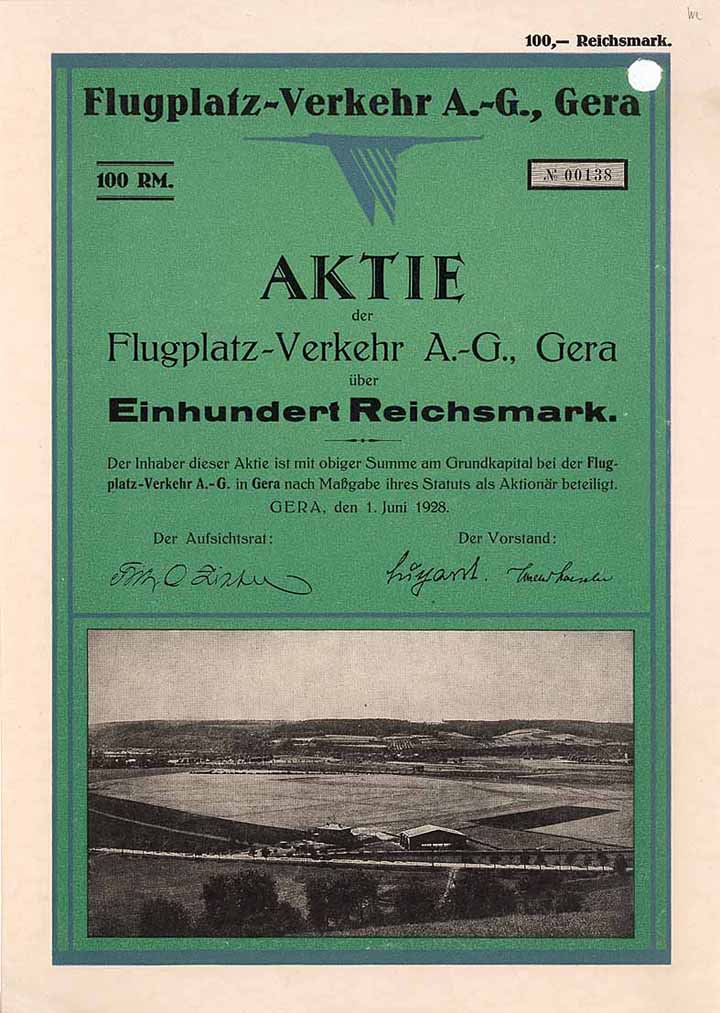 100,— Reichsmark.
Flugplatz-Verkehr A.-G., Gera
100 RM.
№ 00138
AKTIE
der
Flugplatz-Verkehr A.-G., Gera
über
Einhundert Reichsmark.
Der Inhaber dieser Aktie ist mit obiger Summe am Grundkapital bei der Flug-
platz-Verkehr A.-G. in Gera nach Maßgabe ihres Statuts als Aktionär beteiligt.
GERA, den 1. Juni 1928.
Der Aufsichtsrat: Der Vorstand: